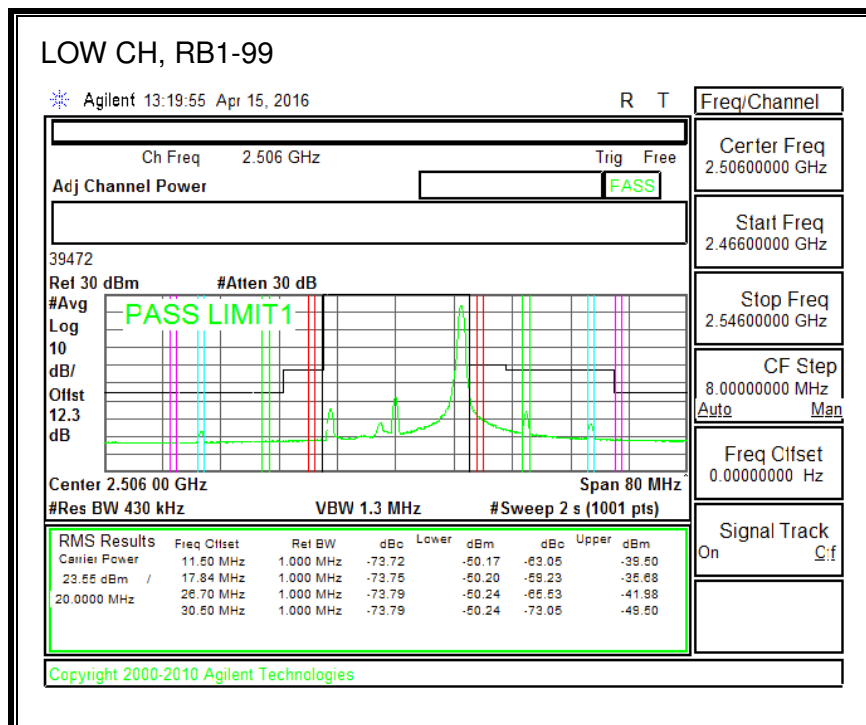 LOW CH, RB1-99
Agilent 13:19:55 Apr 15, 2016 R T
Freq/Channel
Ch Freq 2.506 GHz Trig Free
Adj Channel Power PASS
Center Freq
2.50600000 GHz
Start Freq
2.46600000 GHz
Stop Freq
2.54600000 GHz
CF Step
8.00000000 MHz
Auto Man
Freq Offset
0.00000000 Hz
Signal Track
On Off
39472
Ref 30 dBm #Atten 30 dB
#Avg
Log
10
dB/
Offst
12.3
dB
PASS LIMIT1
Center 2.506 00 GHz Span 80 MHz
#Res BW 430 kHz VBW 1.3 MHz #Sweep 2 s (1001 pts)
RMS Results Freq Offset Ref BW dBc Lower dBm dBc Upper dBm
Carrier Power 11.50 MHz 1.000 MHz -73.72 -50.17 -63.05 -39.50
23.55 dBm / 17.84 MHz 1.000 MHz -73.75 -50.20 -59.23 -35.68
20.0000 MHz 26.70 MHz 1.000 MHz -73.79 -50.24 -65.53 -41.98
30.50 MHz 1.000 MHz -73.79 -50.24 -73.05 -49.50
Copyright 2000-2010 Agilent Technologies